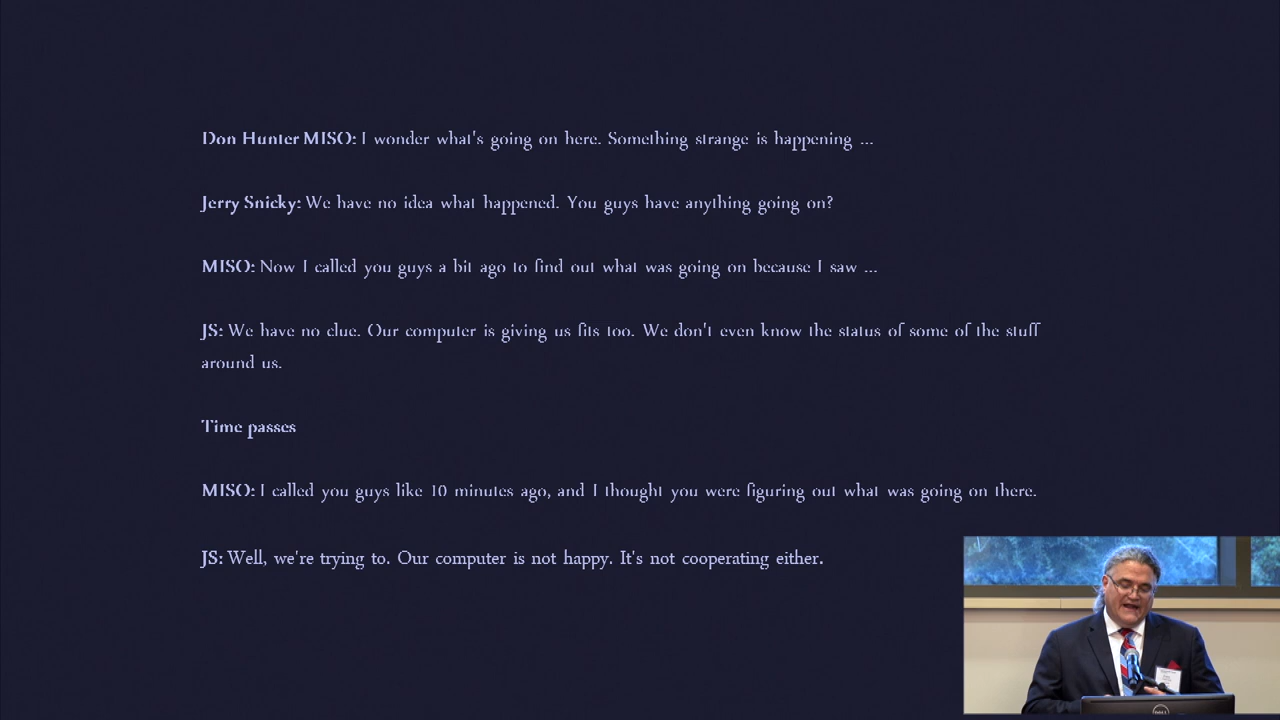 Don Hunter MISO: I wonder what's going on here. Something strange is happening ...
Jerry Snicky: We have no idea what happened. You guys have anything going on?
MISO: Now I called you guys a bit ago to find out what was going on because I saw ...
JS: We have no clue. Our computer is giving us fits too. We don't even know the status of some of the stuff
around us.
Time passes
MISO: I called you guys like 10 minutes ago, and I thought you were figuring out what was going on there.
JS: Well, we're trying to. Our computer is not happy. It's not cooperating either.
DELL